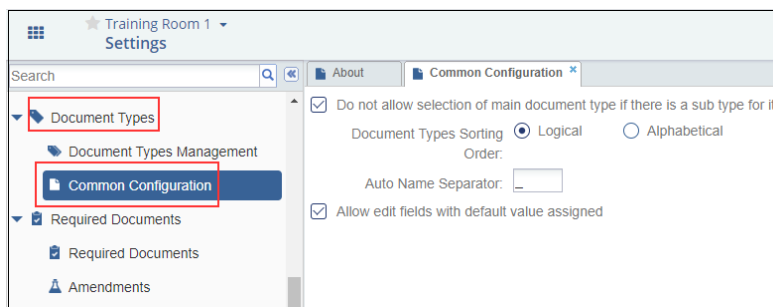 Training Room 1
Settings
Search
About
Common Configuration
Document Types
Document Types Management
Common Configuration
Required Documents
Required Documents
Amendments
Do not allow selection of main document type if there is a sub type for
Document Types Sorting Order:
Logical
Alphabetical
Auto Name Separator:
_
Allow edit fields with default value assigned